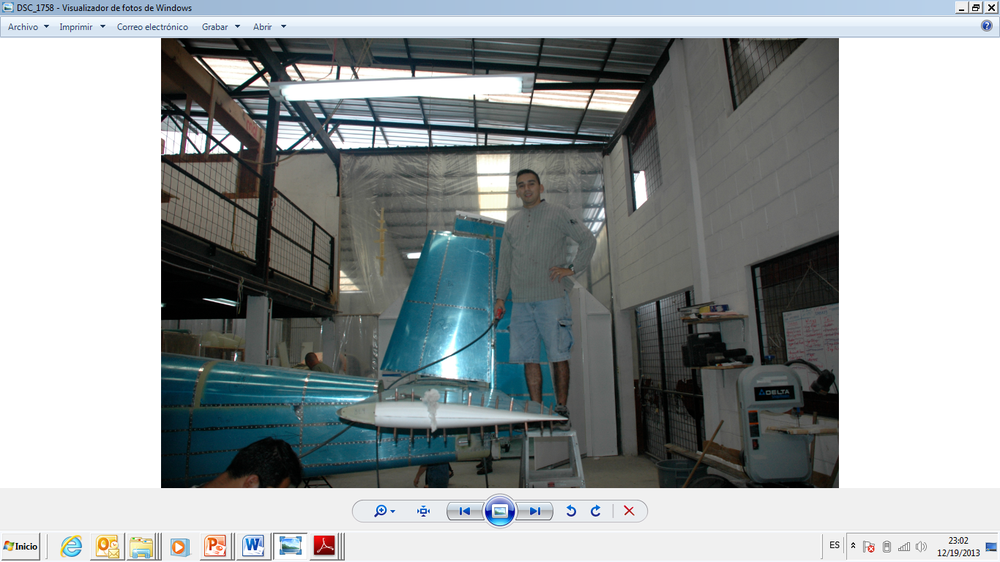 DSC_1758 - Visualizador de fotos de Windows
Archivo Imprimir Correo electrónico Grabar Abrir
DELTA
Inicio
ES
23:02
12/19/2013